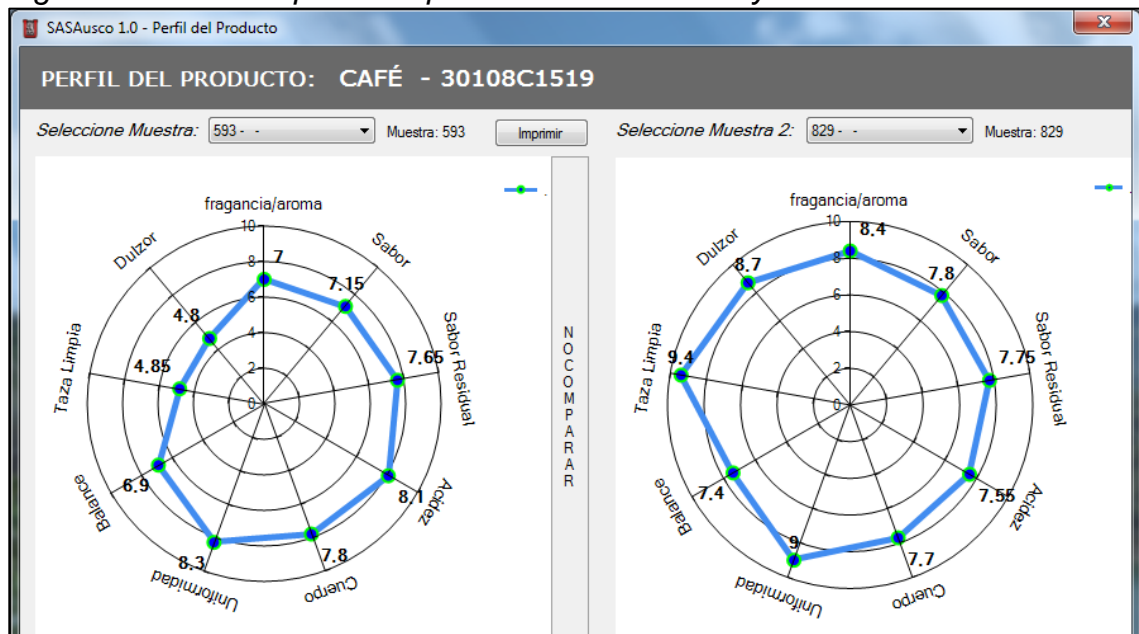 SASAusco 1.0 - Perfil del Producto
x
PERFIL DEL PRODUCTO: CAFÉ - 30108C1519
Seleccione Muestra: 593 - - Muestra: 593 Imprimir
Seleccione Muestra 2: 829 - - Muestra: 829
fragancia/aroma
Sabor
Sabor Residual
Acidez
Cuerpo
Uniformidad
Balance
Taza Limpia
Dulzor
10
8
6
4
2
0
7
7.15
7.65
8.1
7.8
8.3
6.9
4.85
4.8
NO COMPARAR
fragancia/aroma
Sabor
Sabor Residual
Acidez
Cuerpo
Uniformidad
Balance
Taza Limpia
Dulzor
10
8
6
4
2
0
8.4
7.8
7.75
7.55
7.7
9
7.4
9.4
8.7